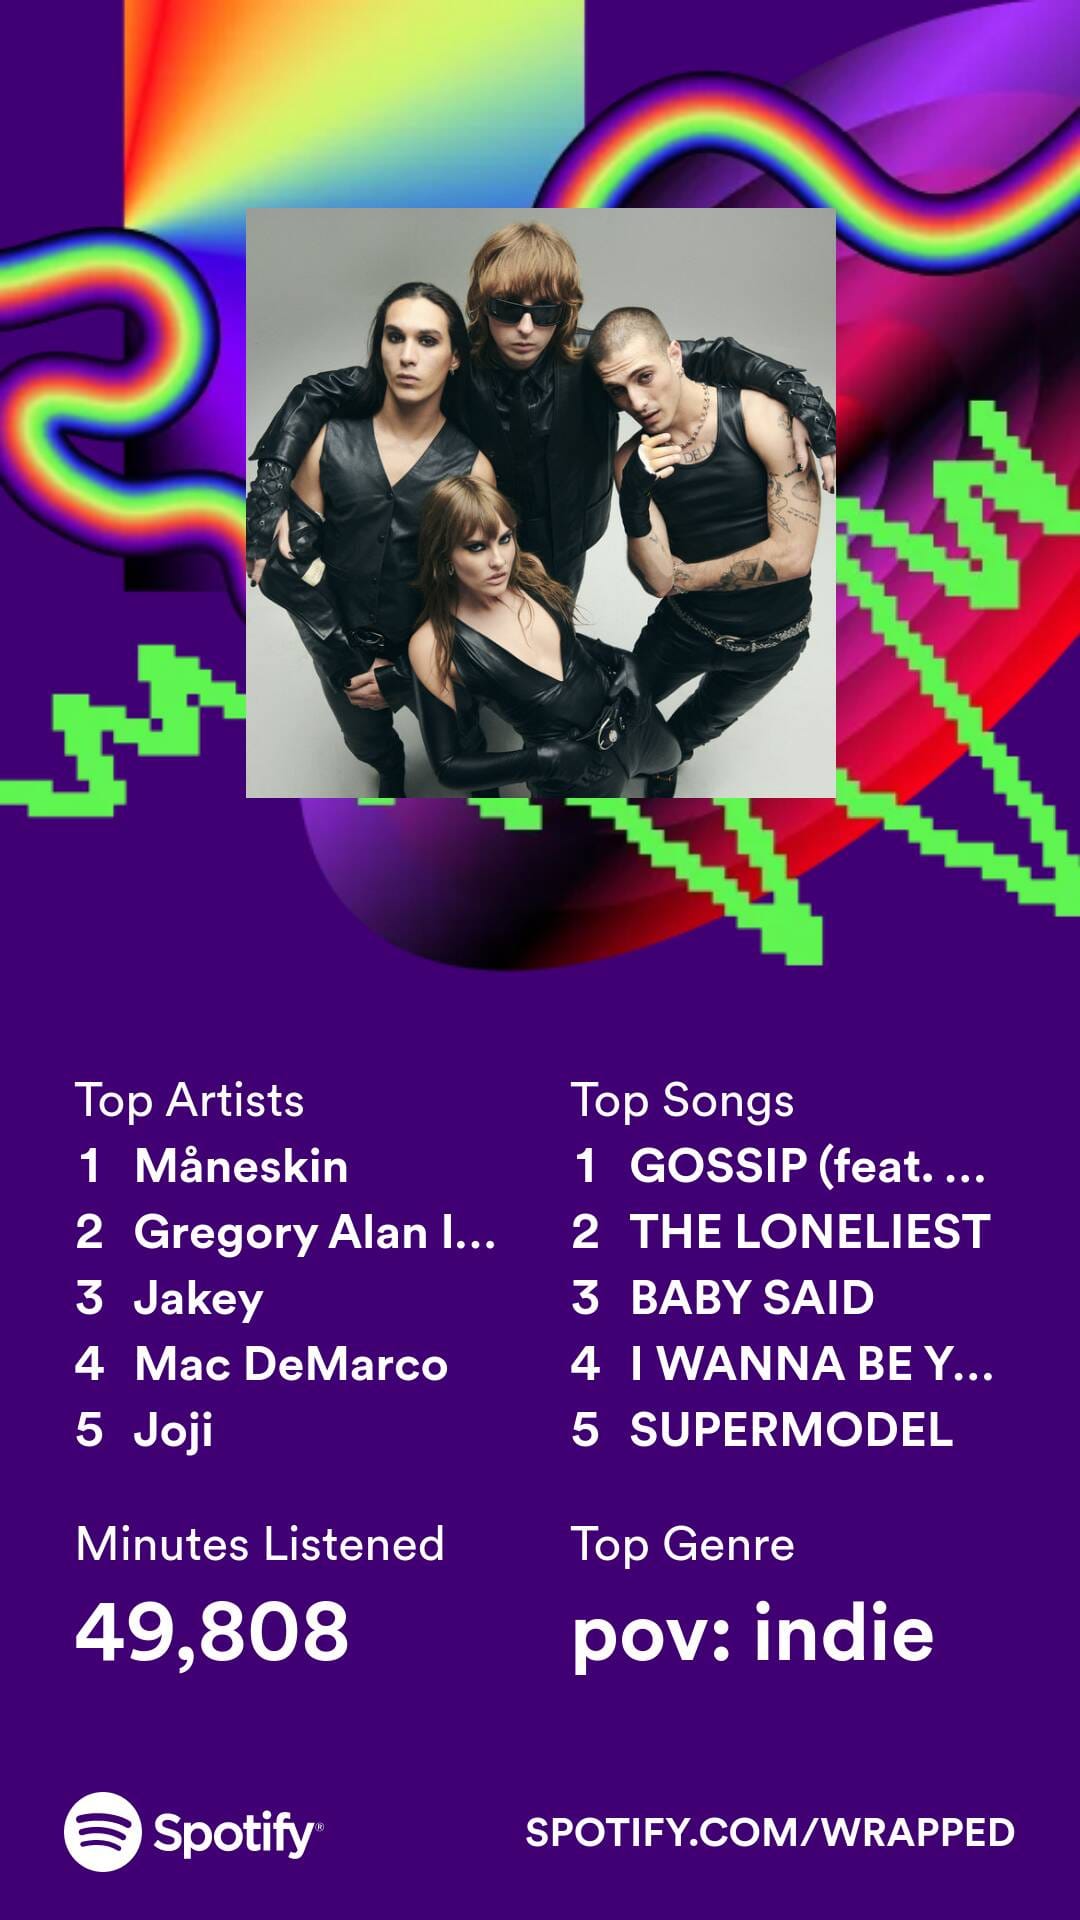 Top Artists
1 Måneskin
2 Gregory Alan I...
3 Jakey
4 Mac DeMarco
5 Joji
Top Songs
1 GOSSIP (feat. ...
2 THE LONELIEST
3 BABY SAID
4 I WANNA BE Y...
5 SUPERMODEL
Minutes Listened
49,808
Top Genre
pov: indie
Spotify®
SPOTIFY.COM/WRAPPED